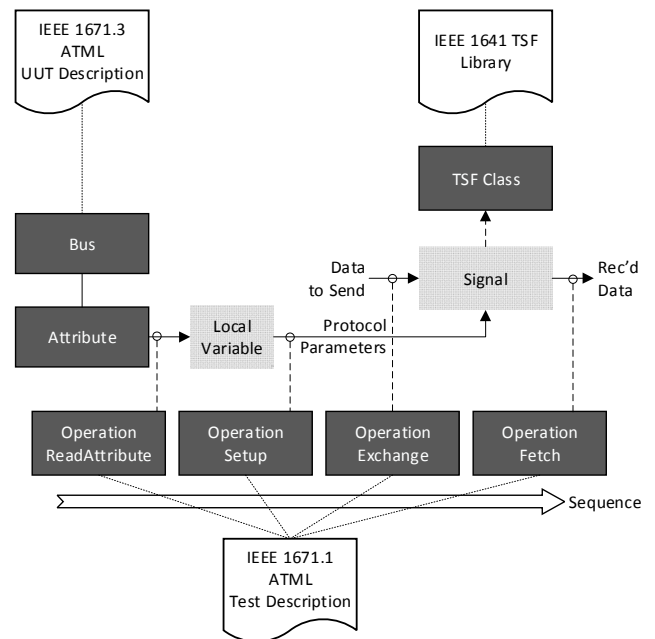 IEEE 1671.3
ATML
UUT Description
IEEE 1641 TSF
Library
TSF Class
Bus
Data
to Send
Signal
Rec'd
Data
Attribute
Local
Variable
Protocol
Parameters
Operation
ReadAttribute
Operation
Setup
Operation
Exchange
Operation
Fetch
Sequence
IEEE 1671.1
ATML
Test Description